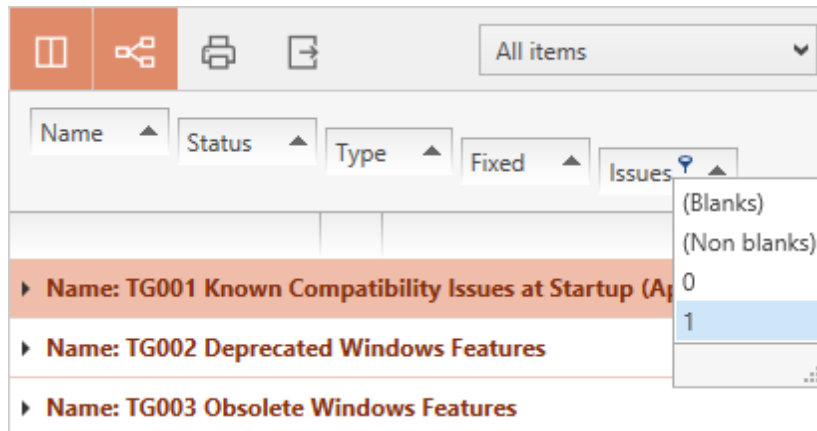 All items
Name
Status
Type
Fixed
Issues
(Blanks)
(Non blanks)
0
1
Name: TG001 Known Compatibility Issues at Startup
Name: TG002 Deprecated Windows Features
Name: TG003 Obsolete Windows Features